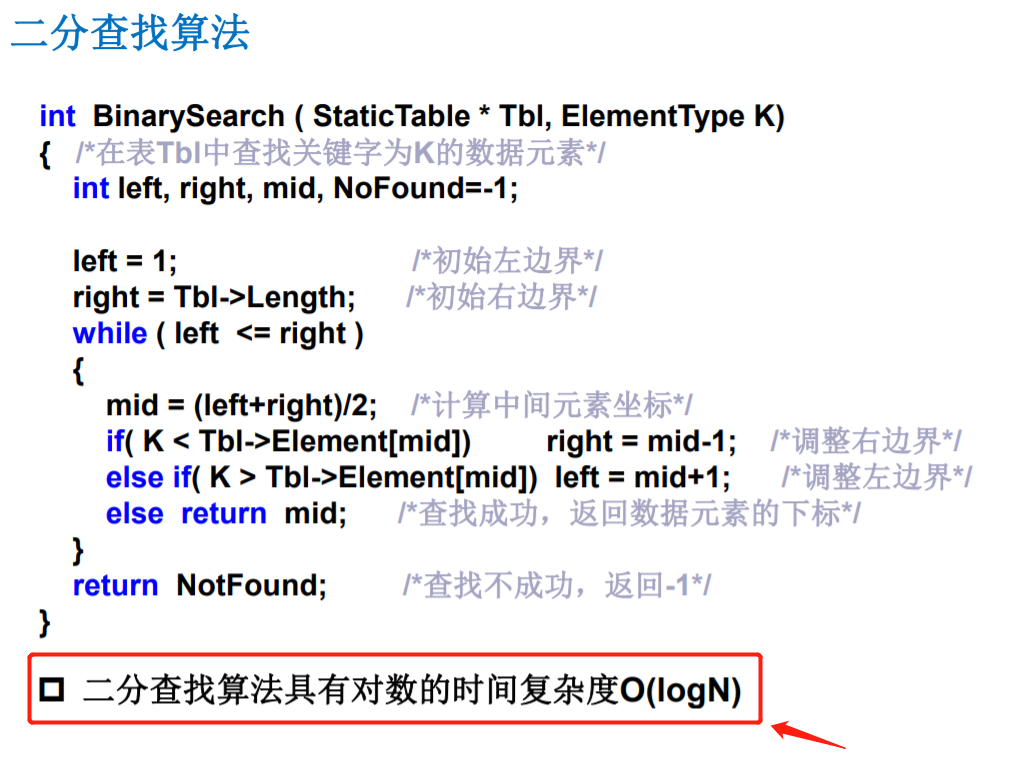 二分查找算法
int BinarySearch ( StaticTable * Tbl, ElementType K)
{ /*在表Tbl中查找关键字为K的数据元素*/
int left, right, mid, NoFound=-1;
left = 1; /*初始左边界*/
right = Tbl->Length; /*初始右边界*/
while ( left <= right )
{
mid = (left+right)/2; /*计算中间元素坐标*/
if( K < Tbl->Element[mid]) right = mid-1; /*调整右边界*/
else if( K > Tbl->Element[mid]) left = mid+1; /*调整左边界*/
else return mid; /*查找成功，返回数据元素的下标*/
}
return NotFound; /*查找不成功，返回-1*/
}
二分查找算法具有对数的时间复杂度O(logN)